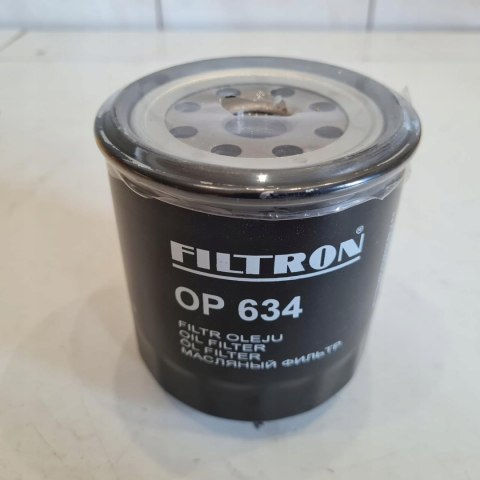 FILTRON®
OP 634
FILTR OLEJU
OIL FILTER
ÖL FILTER
МАСЛЯНЫЙ ФИЛЬТР